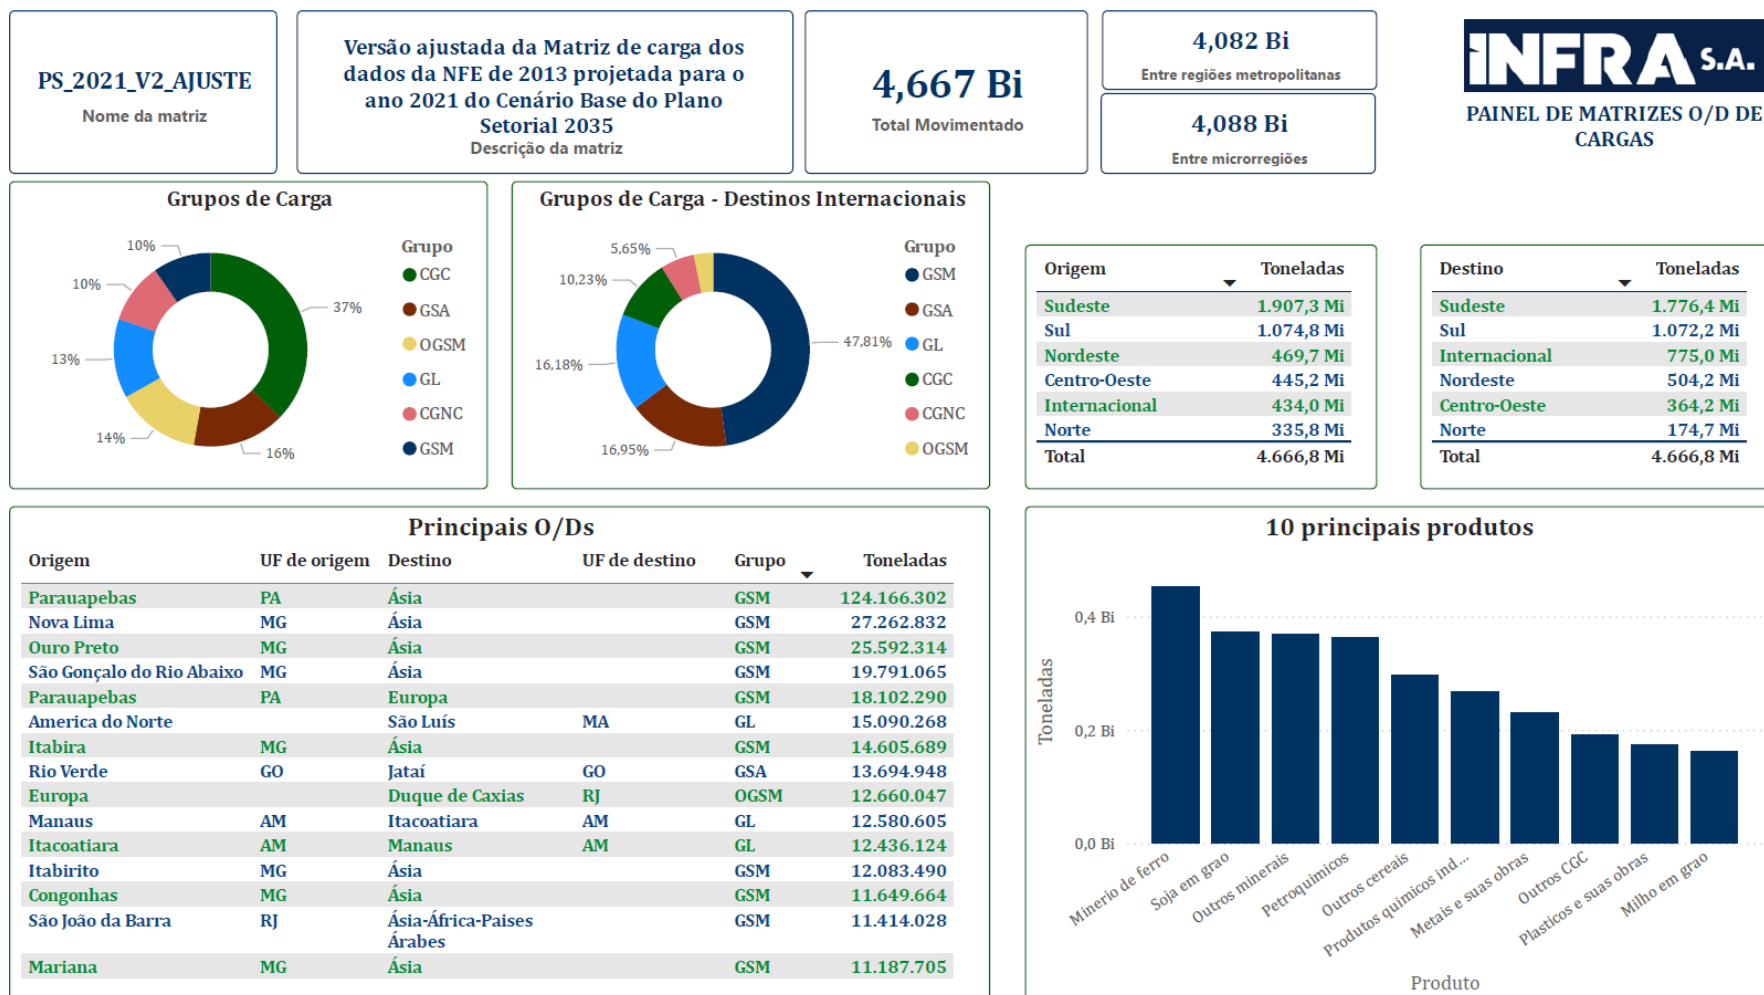 PS_2021_V2_AJUSTE
Nome da matriz
Versão ajustada da Matriz de carga dos
dados da NFE de 2013 projetada para o
ano 2021 do Cenário Base do Plano
Setorial 2035
Descrição da matriz
4,667 Bi
Total Movimentado
4,082 Bi
Entre regiões metropolitanas
4,088 Bi
Entre microrregiões
INFRA S.A.
PAINEL DE MATRIZES O/D DE
CARGAS
Grupos de Carga
10%
10%
13%
14%
16%
37%
Grupo
CGC
GSA
OGSM
GL
CGNC
GSM
Grupos de Carga - Destinos Internacionais
5,65%
10,23%
16,18%
16,95%
47,81%
Grupo
GSM
GSA
GL
CGC
CGNC
OGSM
Origem Toneladas
Sudeste 1.907,3 Mi
Sul 1.074,8 Mi
Nordeste 469,7 Mi
Centro-Oeste 445,2 Mi
Internacional 434,0 Mi
Norte 335,8 Mi
Total 4.666,8 Mi
Destino Toneladas
Sudeste 1.776,4 Mi
Sul 1.072,2 Mi
Internacional 775,0 Mi
Nordeste 504,2 Mi
Centro-Oeste 364,2 Mi
Norte 174,7 Mi
Total 4.666,8 Mi
Principais O/Ds
Origem UF de origem Destino UF de destino Grupo Toneladas
Parauapebas PA Ásia GSM 124.166.302
Nova Lima MG Ásia GSM 27.262.832
Ouro Preto MG Ásia GSM 25.592.314
São Gonçalo do Rio Abaixo MG Ásia GSM 19.791.065
Parauapebas PA Europa GSM 18.102.290
America do Norte São Luís MA GL 15.090.268
Itabira MG Ásia GSM 14.605.689
Rio Verde GO Jataí GO GSA 13.694.948
Europa Duque de Caxias RJ OGSM 12.660.047
Manaus AM Itacoatiara AM GL 12.580.605
Itacoatiara AM Manaus AM GL 12.436.124
Itabirito MG Ásia GSM 12.083.490
Congonhas MG Ásia GSM 11.649.664
São João da Barra RJ Ásia-África-Paises GSM 11.414.028
Árabes
Mariana MG Ásia GSM 11.187.705
10 principais produtos
Toneladas
0,4 Bi
0,2 Bi
0,0 Bi
Minerio de ferro
Soja em grao
Outros minerais
Petroquimicos
Outros cereais
Produtos quimicos ind...
Metais e suas obras
Outros CGC
Plasticos e suas obras
Milho em grao
Produto